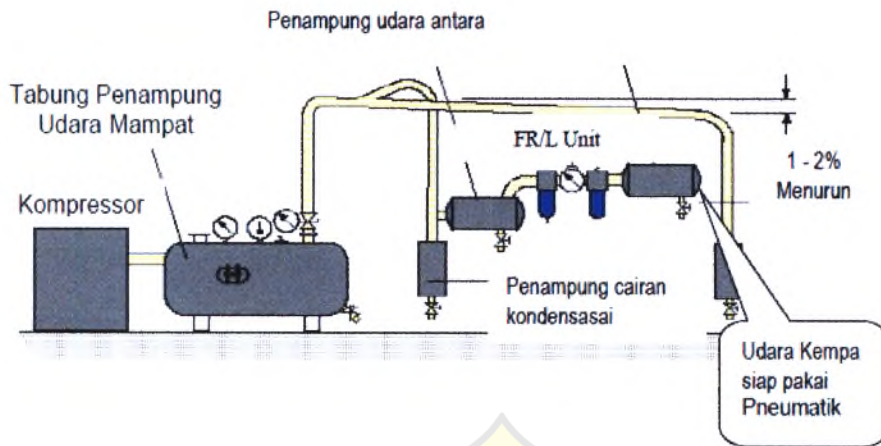 Penampung udara antara
Tabung Penampung
Udara Mampat
FR/L Unit
1 - 2%
Menurun
Kompressor
Penampung cairan
kondensasai
Udara Kempa
siap pakai
Pneumatik